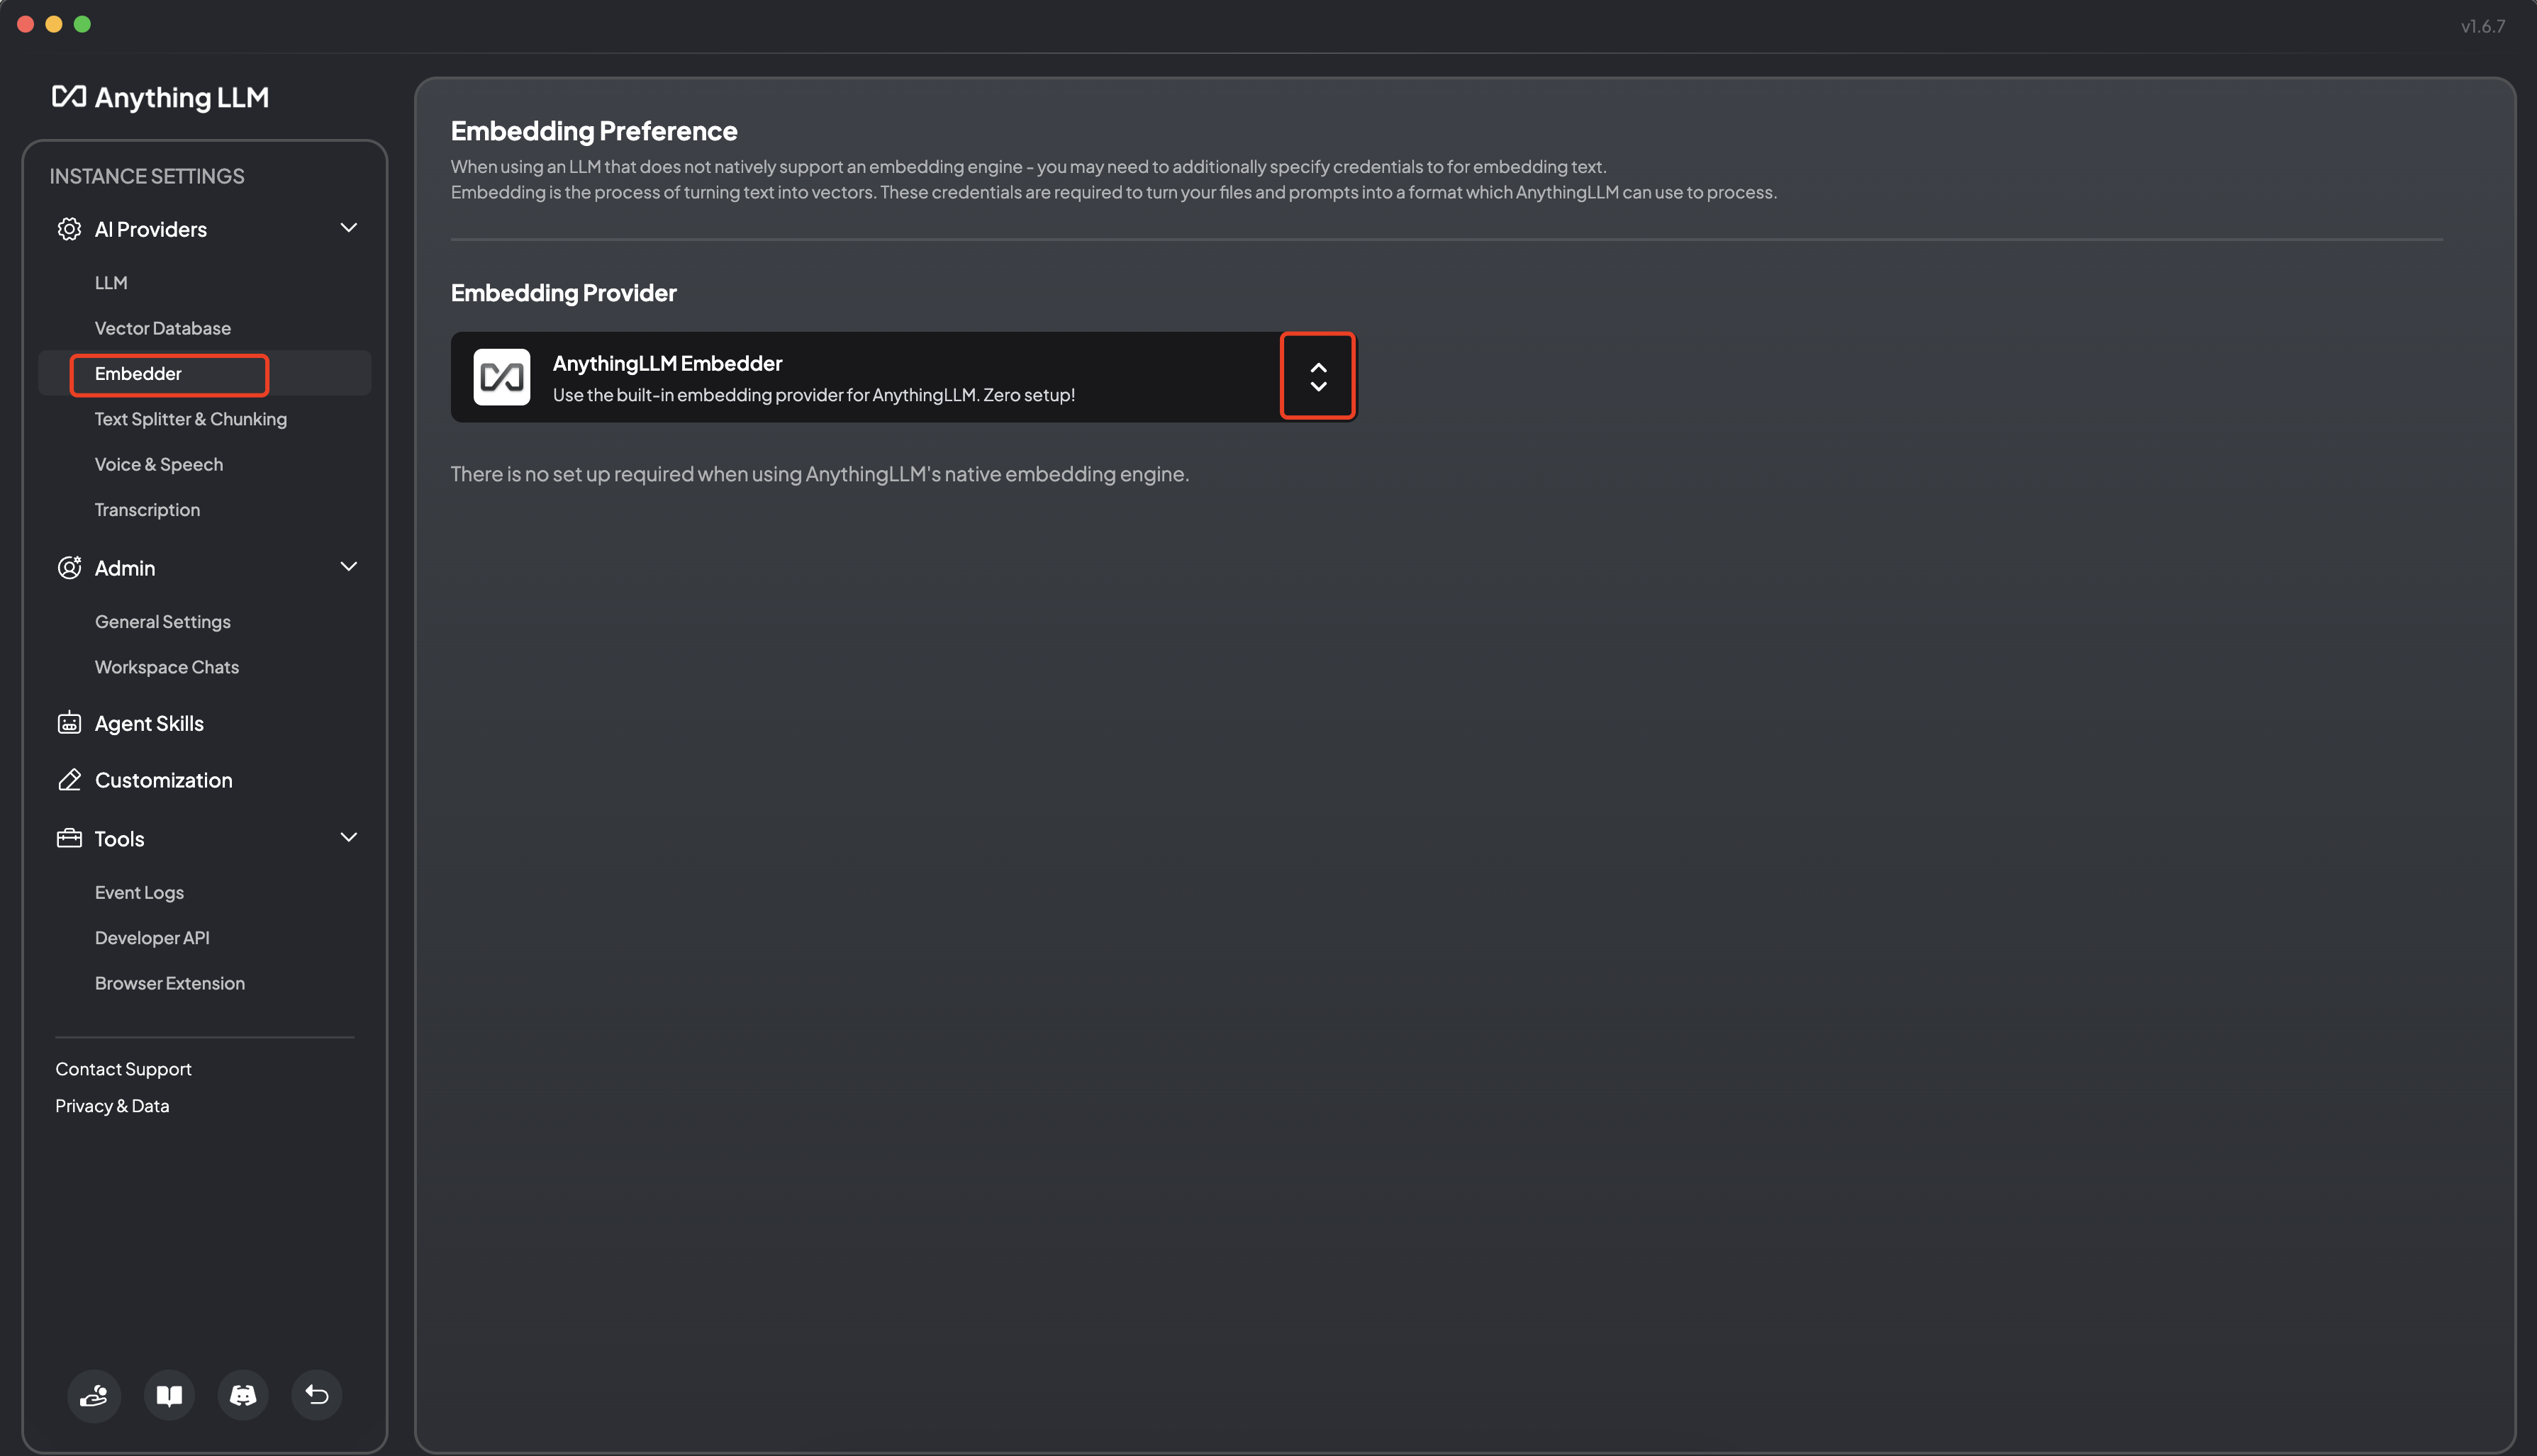 v1.6.7
Anything LLM
INSTANCE SETTINGS
AI Providers
LLM
Vector Database
Embedder
Text Splitter & Chunking
Voice & Speech
Transcription
Admin
General Settings
Workspace Chats
Agent Skills
Customization
Tools
Event Logs
Developer API
Browser Extension
Contact Support
Privacy & Data
Embedding Preference
When using an LLM that does not natively support an embedding engine - you may need to additionally specify credentials to for embedding text.
Embedding is the process of turning text into vectors. These credentials are required to turn your files and prompts into a format which AnythingLLM can use to process.
Embedding Provider
AnythingLLM Embedder
Use the built-in embedding provider for AnythingLLM. Zero setup!
There is no set up required when using AnythingLLM's native embedding engine.